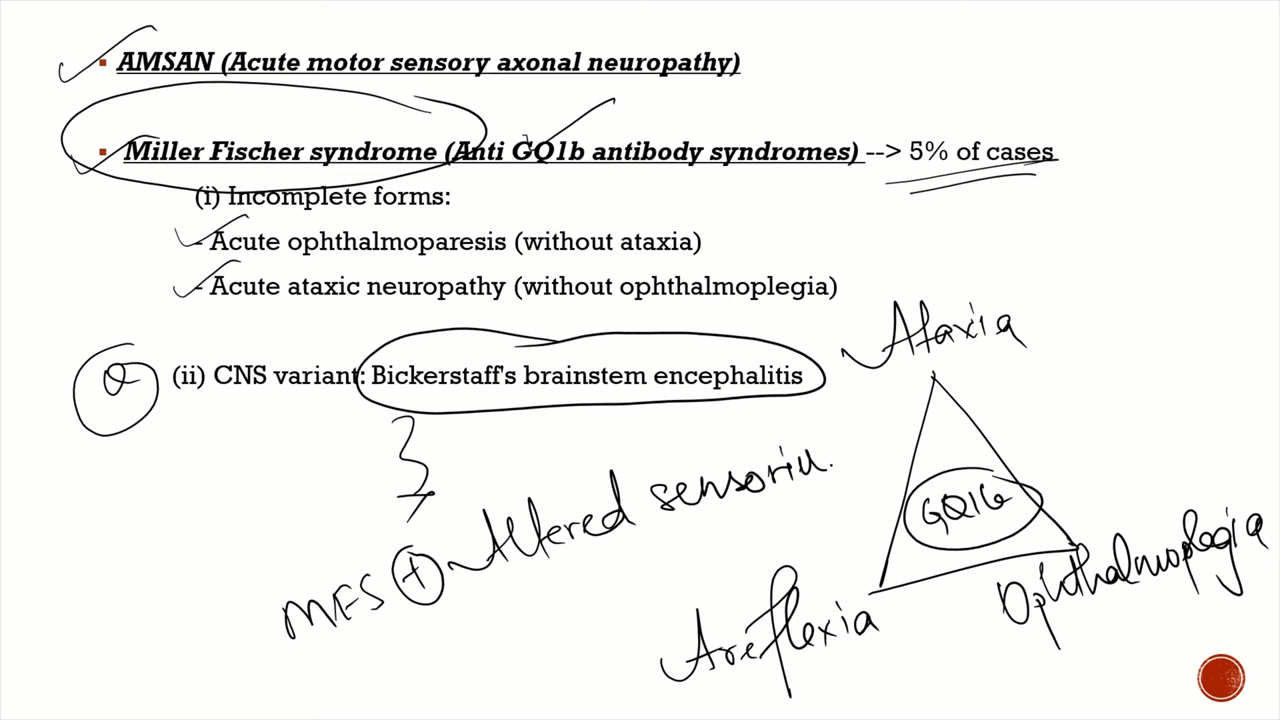 ▪ AMSAN (Acute motor sensory axonal neuropathy)
▪ Miller Fischer syndrome (Anti GQ1b antibody syndromes) --> 5% of cases
(i) Incomplete forms:
- Acute ophthalmoparesis (without ataxia)
- Acute ataxic neuropathy (without ophthalmoplegia)
Ataxia
(ii) CNS variant: Bickerstaff's brainstem encephalitis
GQ1b
MFS + Altered sensorium.
Areflexia
Ophthalmoplegia